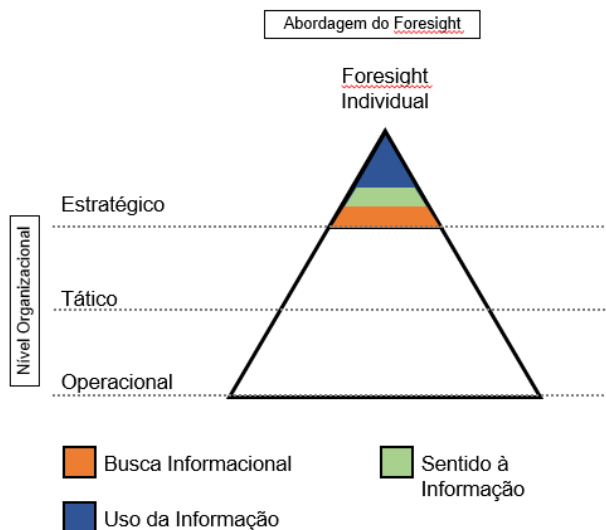 Abordagem do Foresight
Foresight
Individual
Estratégico
Tático
Operacional
Nível Organizacional
Busca Informacional
Uso da Informação
Sentido à
Informação